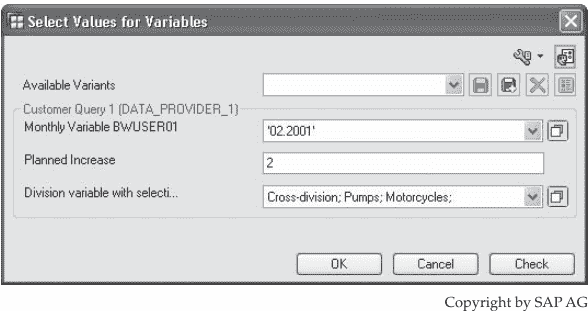 Select Values for Variables
Available Variants
Customer Query 1 (DATA_PROVIDER_1)
Monthly Variable BWUSER01
'02.2001'
Planned Increase
2
Division variable with selecti...
Cross-division; Pumps; Motorcycles;
OK
Cancel
Check
Copyright by SAP AG